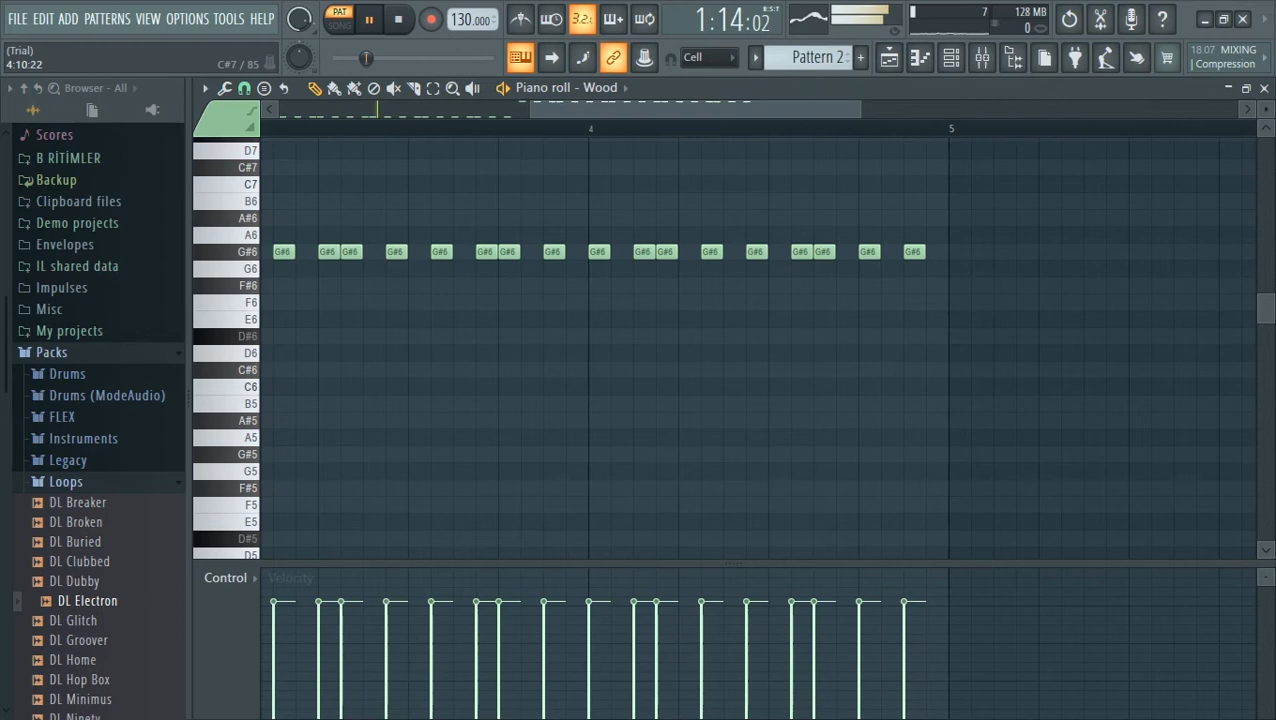 FILE EDIT ADD PATTERNS VIEW OPTIONS TOOLS HELP
PAT
SONG
130.000
3.2
1:14:02
B:S:T
7
128 MB
0
(Trial)
4:10:22
C#7 / 85
Cell
Pattern 2
18.07 MIXING
Compression
Browser - All
Piano roll - Wood
Scores
B RİTİMLER
Backup
Clipboard files
Demo projects
Envelopes
IL shared data
Impulses
Misc
My projects
Packs
Drums
Drums (ModeAudio)
FLEX
Instruments
Legacy
Loops
DL Breaker
DL Broken
DL Buried
DL Clubbed
DL Dubby
DL Electron
DL Glitch
DL Groover
DL Home
DL Hop Box
DL Minimus
DL Ninety
4 5
D7
C#7
C7
B6
A#6
A6
G#6 G#6 G#6 G#6 G#6 G#6 G#6 G#6 G#6 G#6 G#6 G#6 G#6 G#6 G#6 G#6 G#6 G#6
G6
F#6
F6
E6
D#6
D6
C#6
C6
B5
A#5
A5
G#5
G5
F#5
F5
E5
D#5
D5
Control Velocity